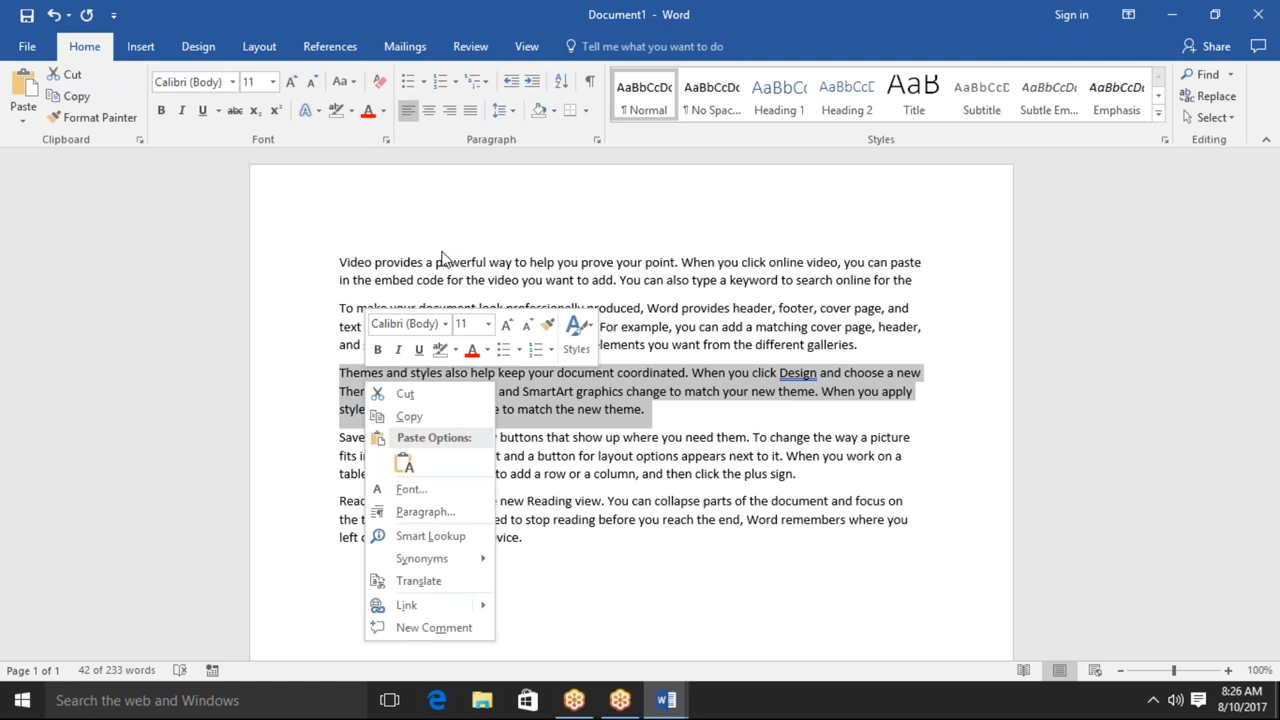 Document1 - Word
Sign in
File Home Insert Design Layout References Mailings Review View Tell me what you want to do Share
Paste
Cut
Copy
Format Painter
Clipboard
Calibri (Body) 11 Aa
B I U abc x₂ x² A A
Font
Paragraph
AaBbCcDc AaBbCcDc AaBbCc AaBbCcC AaB AaBbCcD AaBbCcDc AaBbCcDc
¶ Normal ¶ No Spac... Heading 1 Heading 2 Title Subtitle Subtle Em... Emphasis
Styles
Find
Replace
Select
Editing
Video provides a powerful way to help you prove your point. When you click online video, you can paste
in the embed code for the video you want to add. You can also type a keyword to search online for the
To make your document look professionally produced, Word provides header, footer, cover page, and
text For example, you can add a matching cover page, header,
and elements you want from the different galleries.
Calibri (Body) 11 Styles
B I U A
Themes and styles also help keep your document coordinated. When you click Design and choose a new
and SmartArt graphics change to match your new theme. When you apply
to match the new theme.
Save buttons that show up where you need them. To change the way a picture
fits and a button for layout options appears next to it. When you work on a
to add a row or a column, and then click the plus sign.
new Reading view. You can collapse parts of the document and focus on
the to stop reading before you reach the end, Word remembers where you
left
Cut
Copy
Paste Options:
A
Font...
Paragraph...
Smart Lookup
Synonyms
Translate
Link
New Comment
Page 1 of 1 42 of 233 words 100%
Search the web and Windows
8:26 AM
8/10/2017